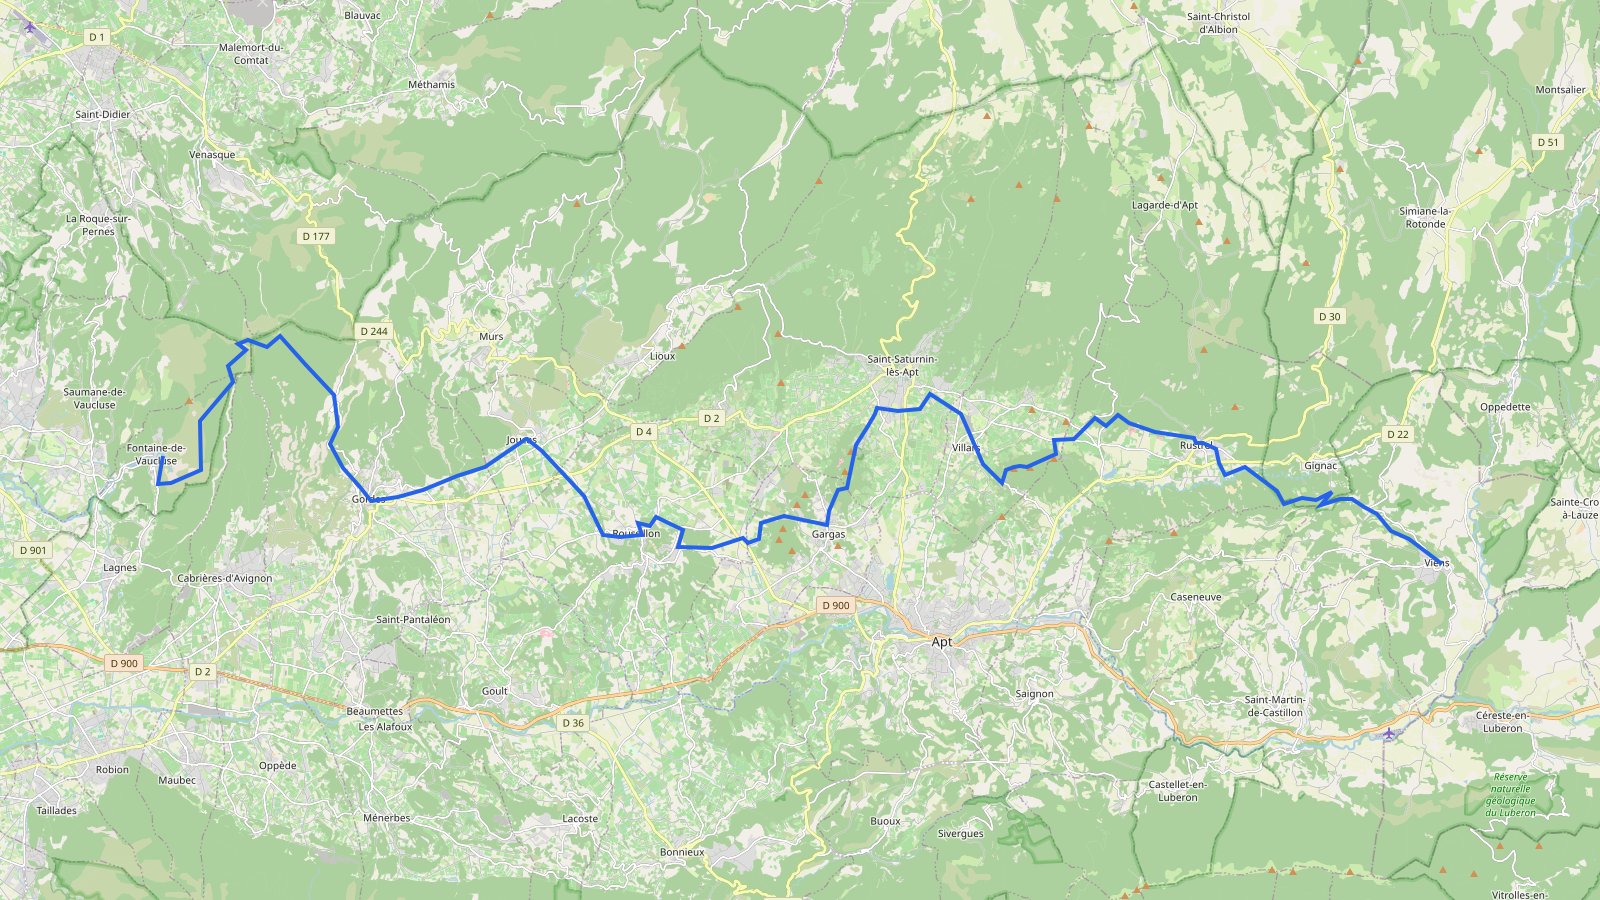 Blauvac
Saint-Christol
d'Albion
D 1
Malemort-du-
Comtat
Méthamis
Montsalier
Saint-Didier
D 51
Venasque
La Roque-sur-
Pernes
Lagarde-d'Apt
Simiane-la-
Rotonde
D 177
D 30
D 244
Murs
Lioux
Saint-Saturnin-
lès-Apt
Saumane-de-
Vaucluse
Oppedette
D 2
D 4
D 22
Joucas
Fontaine-de-
Vaucluse
Villars
Rustrel
Gignac
Gordes
Sainte-Cro
à-Lauze
Roussillon
Gargas
D 901
Lagnes
Cabrières-d'Avignon
Viens
Caseneuve
D 900
Saint-Pantaléon
Apt
D 900
D 2
Goult
Saignon
Saint-Martin-
de-Castillon
Beaumettes
Les Alafoux
D 36
Céreste-en-
Luberon
Robion
Oppède
Maubec
Castellet-en-
Luberon
Réserve
naturelle
géologique
du Luberon
Taillades
Ménerbes
Lacoste
Buoux
Sivergues
Bonnieux
Vitrolles-en-